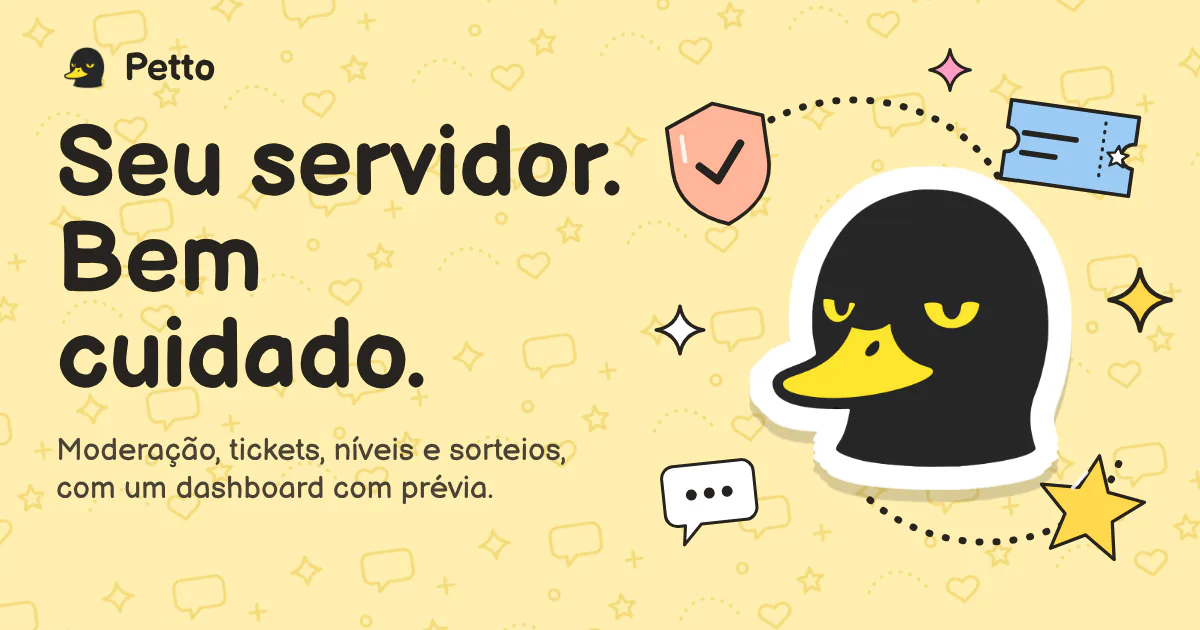 Petto
Seu servidor.
Bem
cuidado.
Moderação, tickets, níveis e sorteios,
com um dashboard com prévia.